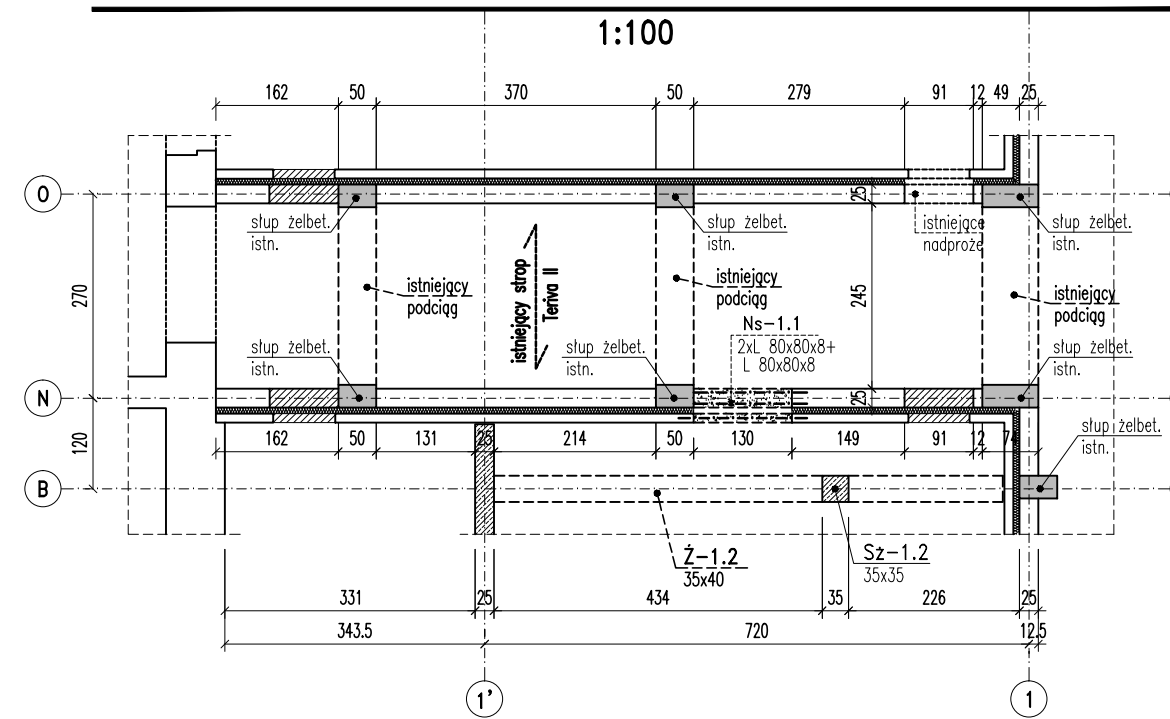 1:100
162 50 370 50 279 91 12 49 25
O
słup żelbet.
istn.
słup żelbet.
istn.
25
istniejące
nadproże
słup żelbet.
istn.
270
istniejący
podciąg
istniejący strop
Teriva II
istniejący
podciąg
245
istniejący
podciąg
Ns-1.1
2xL 80x80x8+
L 80x80x8
słup żelbet.
istn.
słup żelbet.
istn.
słup żelbet.
istn.
N
25
120
162 50 131 25 214 50 130 149 91 12 74
słup żelbet.
istn.
B
Ż-1.2
35x40
Sż-1.2
35x35
331 25 434 35 226 25
343.5 720 12.5
1'
1